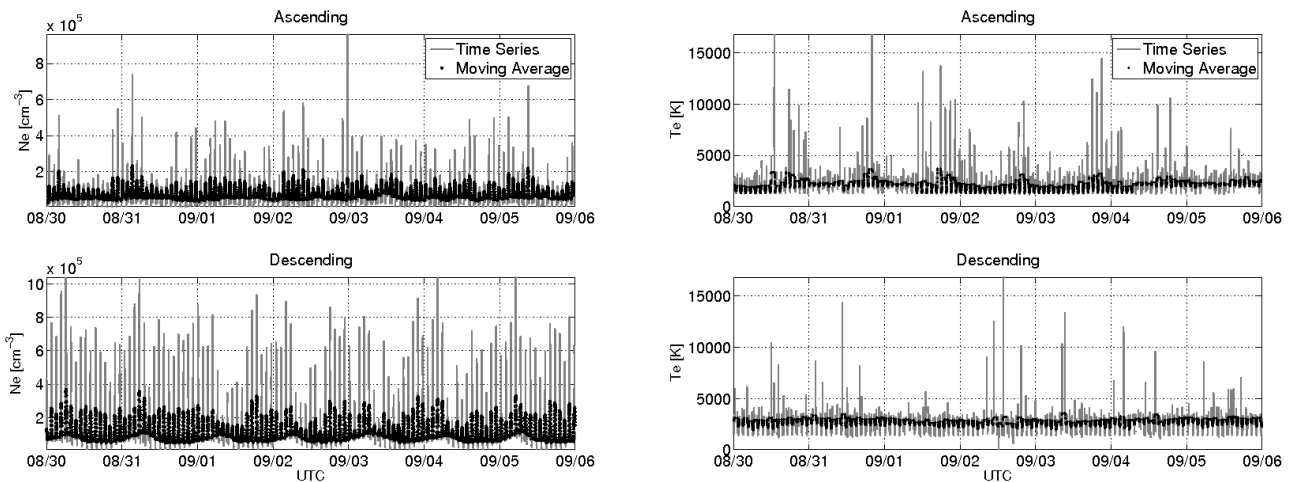 Ascending
x 10⁵
Ne [cm⁻³]
8
6
4
2
Time Series
Moving Average
08/30 08/31 09/01 09/02 09/03 09/04 09/05 09/06
Ascending
Te [K]
15000
10000
5000
0
Time Series
Moving Average
08/30 08/31 09/01 09/02 09/03 09/04 09/05 09/06
Descending
x 10⁵
Ne [cm⁻³]
10
8
6
4
2
08/30 08/31 09/01 09/02 09/03 09/04 09/05 09/06
UTC
Descending
Te [K]
15000
10000
5000
0
08/30 08/31 09/01 09/02 09/03 09/04 09/05 09/06
UTC